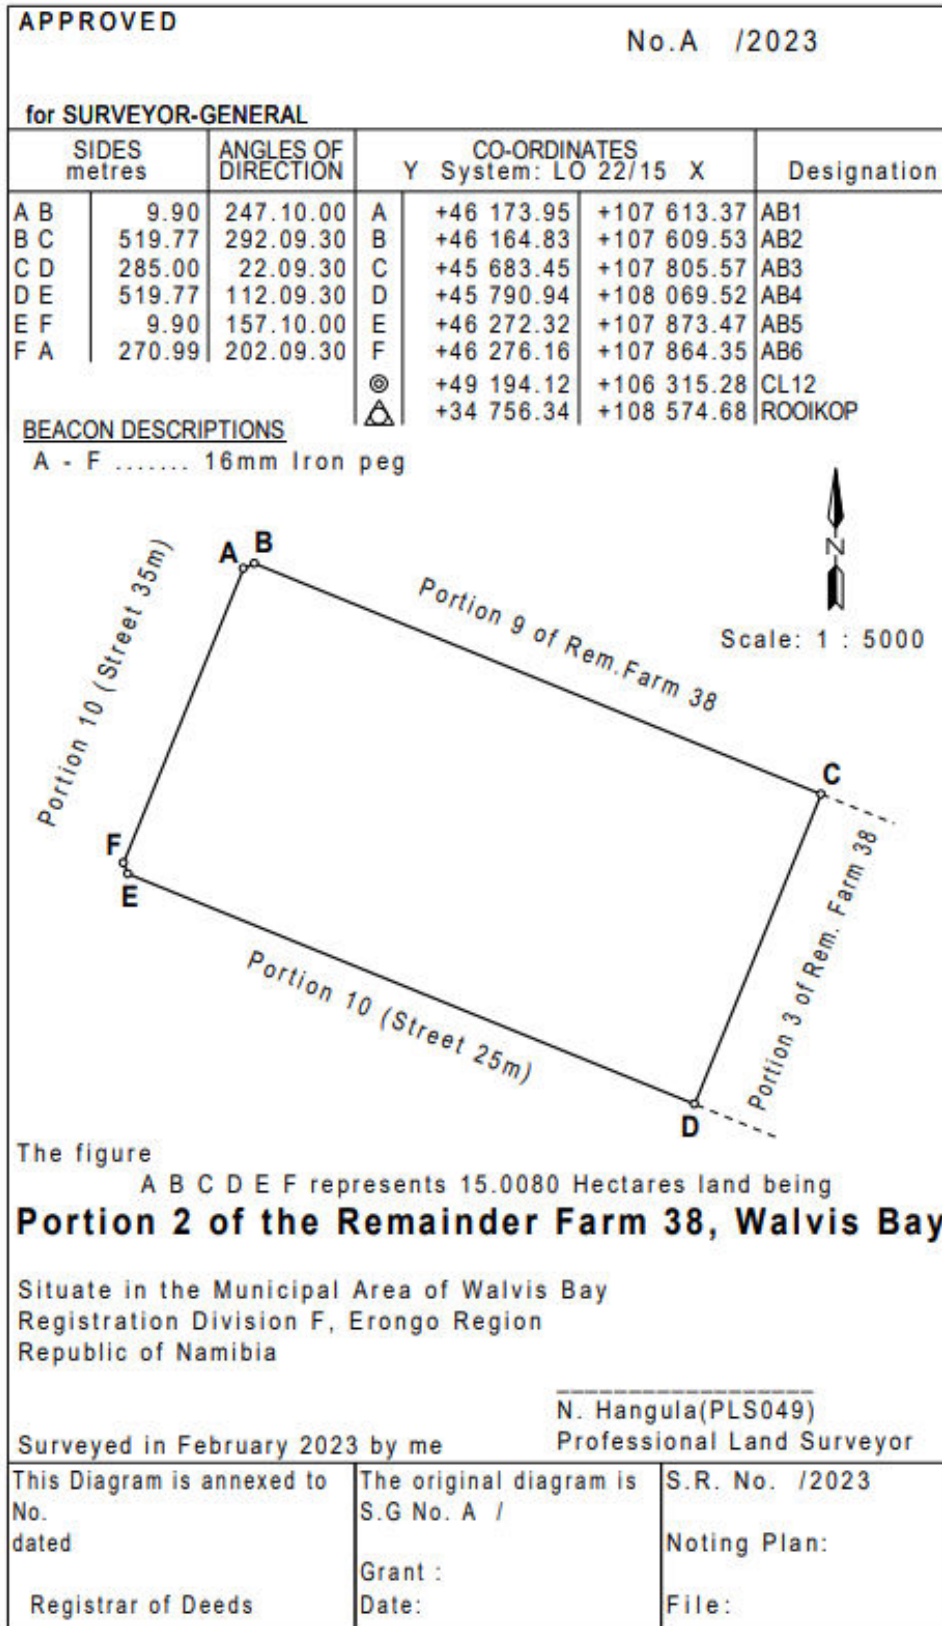 APPROVED
No.A /2023
for SURVEYOR-GENERAL
SIDES metres ANGLES OF DIRECTION CO-ORDINATES Y System: LO 22/15 X Designation
A B 9.90 247.10.00 A +46 173.95 +107 613.37 AB1
B C 519.77 292.09.30 B +46 164.83 +107 609.53 AB2
C D 285.00 22.09.30 C +45 683.45 +107 805.57 AB3
D E 519.77 112.09.30 D +45 790.94 +108 069.52 AB4
E F 9.90 157.10.00 E +46 272.32 +107 873.47 AB5
F A 270.99 202.09.30 F +46 276.16 +107 864.35 AB6
+49 194.12 +106 315.28 CL12
+34 756.34 +108 574.68 ROOIKOP
BEACON DESCRIPTIONS
A - F ....... 16mm Iron peg
N
Scale: 1 : 5000
A B
Portion 10 (Street 35m)
Portion 9 of Rem.Farm 38
C
F
E
Portion 3 of Rem. Farm 38
Portion 10 (Street 25m)
D
The figure
A B C D E F represents 15.0080 Hectares land being
Portion 2 of the Remainder Farm 38, Walvis Bay
Situate in the Municipal Area of Walvis Bay
Registration Division F, Erongo Region
Republic of Namibia
N. Hangula(PLS049)
Surveyed in February 2023 by me Professional Land Surveyor
This Diagram is annexed to
No.
dated
Registrar of Deeds
The original diagram is
S.G No. A /
Grant :
Date:
S.R. No. /2023
Noting Plan:
File: